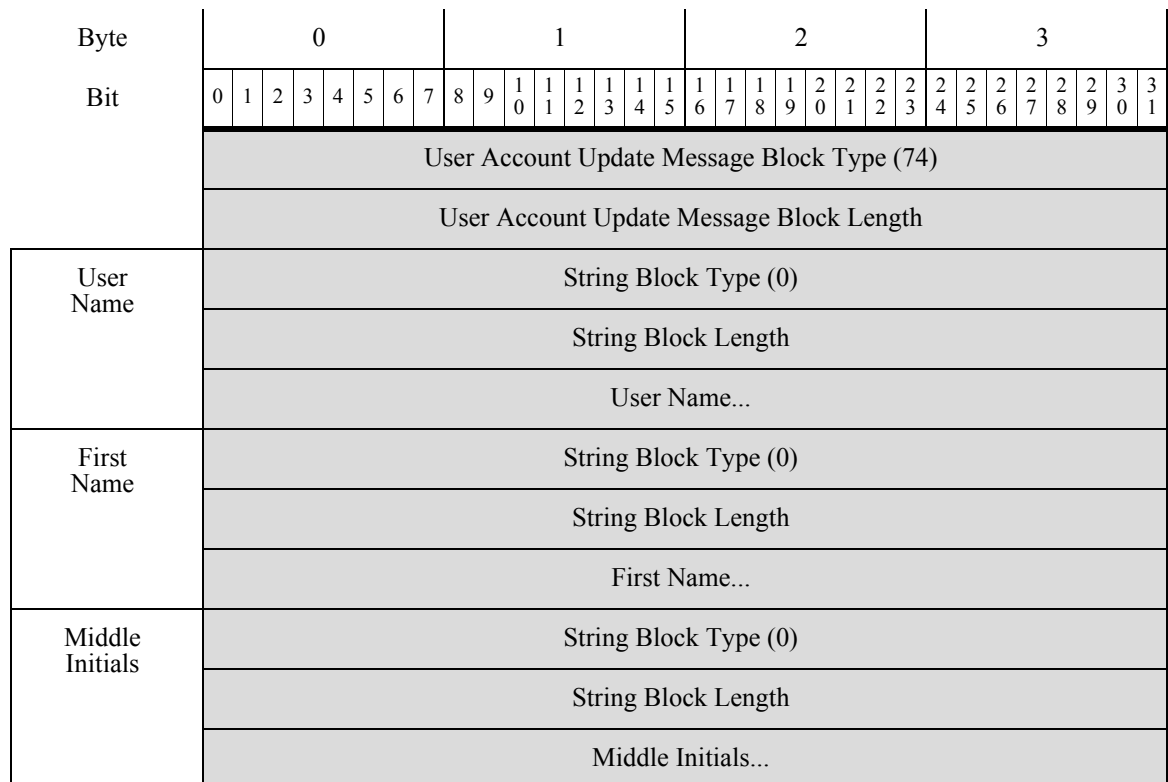 Byte 0 1 2 3
Bit 0 1 2 3 4 5 6 7 8 9 10 11 12 13 14 15 16 17 18 19 20 21 22 23 24 25 26 27 28 29 30 31
User Account Update Message Block Type (74)
User Account Update Message Block Length
User
Name
String Block Type (0)
String Block Length
User Name...
First
Name
String Block Type (0)
String Block Length
First Name...
Middle
Initials
String Block Type (0)
String Block Length
Middle Initials...